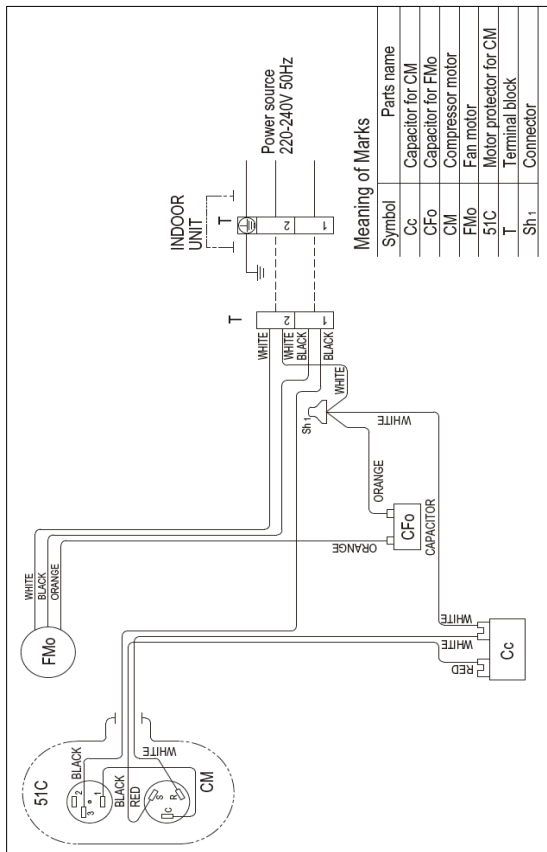 51C
2
3
1
BLACK
BLACK
RED
WHITE
S
R
C
CM
FMo
WHITE
BLACK
ORANGE
ORANGE
CFo
CAPACITOR
ORANGE
RED
WHITE
WHITE
Cc
Sh1
WHITE
WHITE
T
WHITE
WHITE
BLACK
BLACK
2
1
INDOOR
UNIT
T
2
1
Power source
220-240V 50Hz
Meaning of Marks
Symbol Parts name
Cc Capacitor for CM
CFo Capacitor for FMo
CM Compressor motor
FMo Fan motor
51C Motor protector for CM
T Terminal block
Sh1 Connector